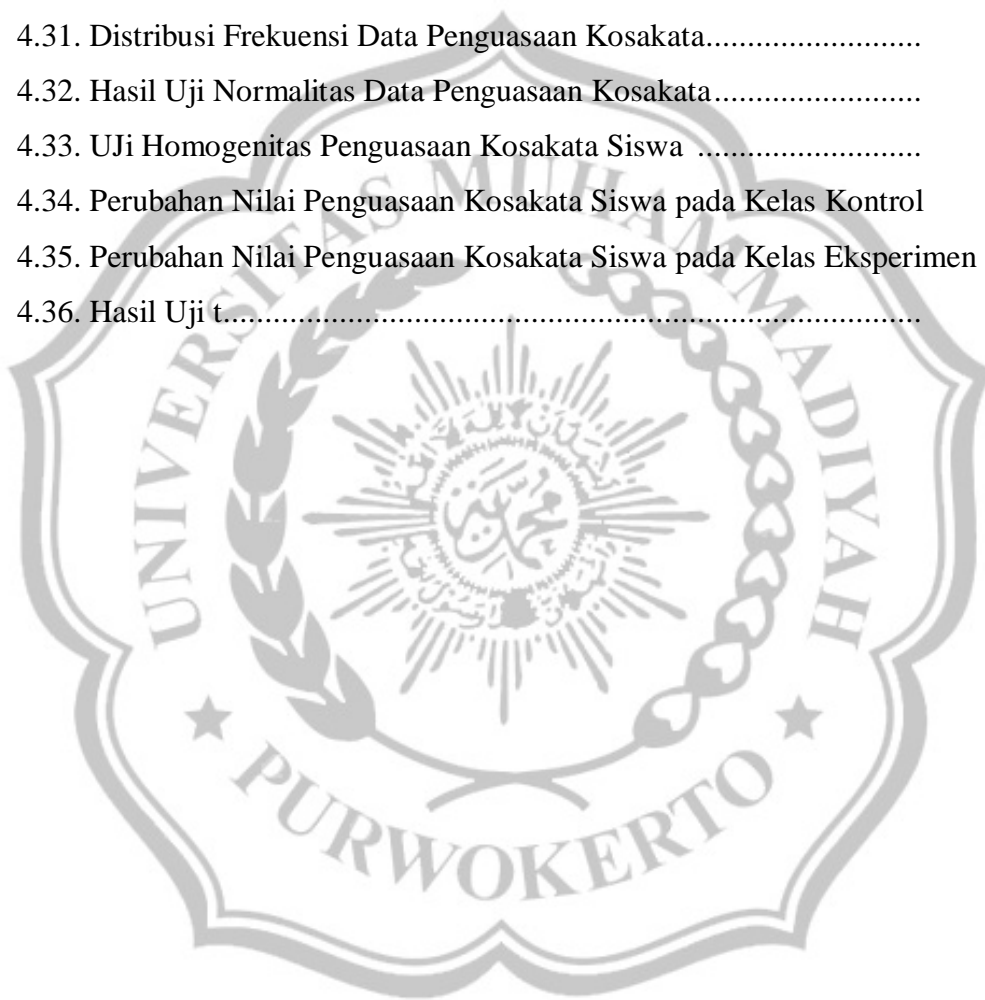 4.31. Distribusi Frekuensi Data Penguasaan Kosakata..........................
4.32. Hasil Uji Normalitas Data Penguasaan Kosakata.........................
4.33. UJi Homogenitas Penguasaan Kosakata Siswa ...........................
4.34. Perubahan Nilai Penguasaan Kosakata Siswa pada Kelas Kontrol
4.35. Perubahan Nilai Penguasaan Kosakata Siswa pada Kelas Eksperimen
4.36. Hasil Uji t....................................................................................
UNIVERSITAS MUHAMMADIYAH
PURWOKERTO